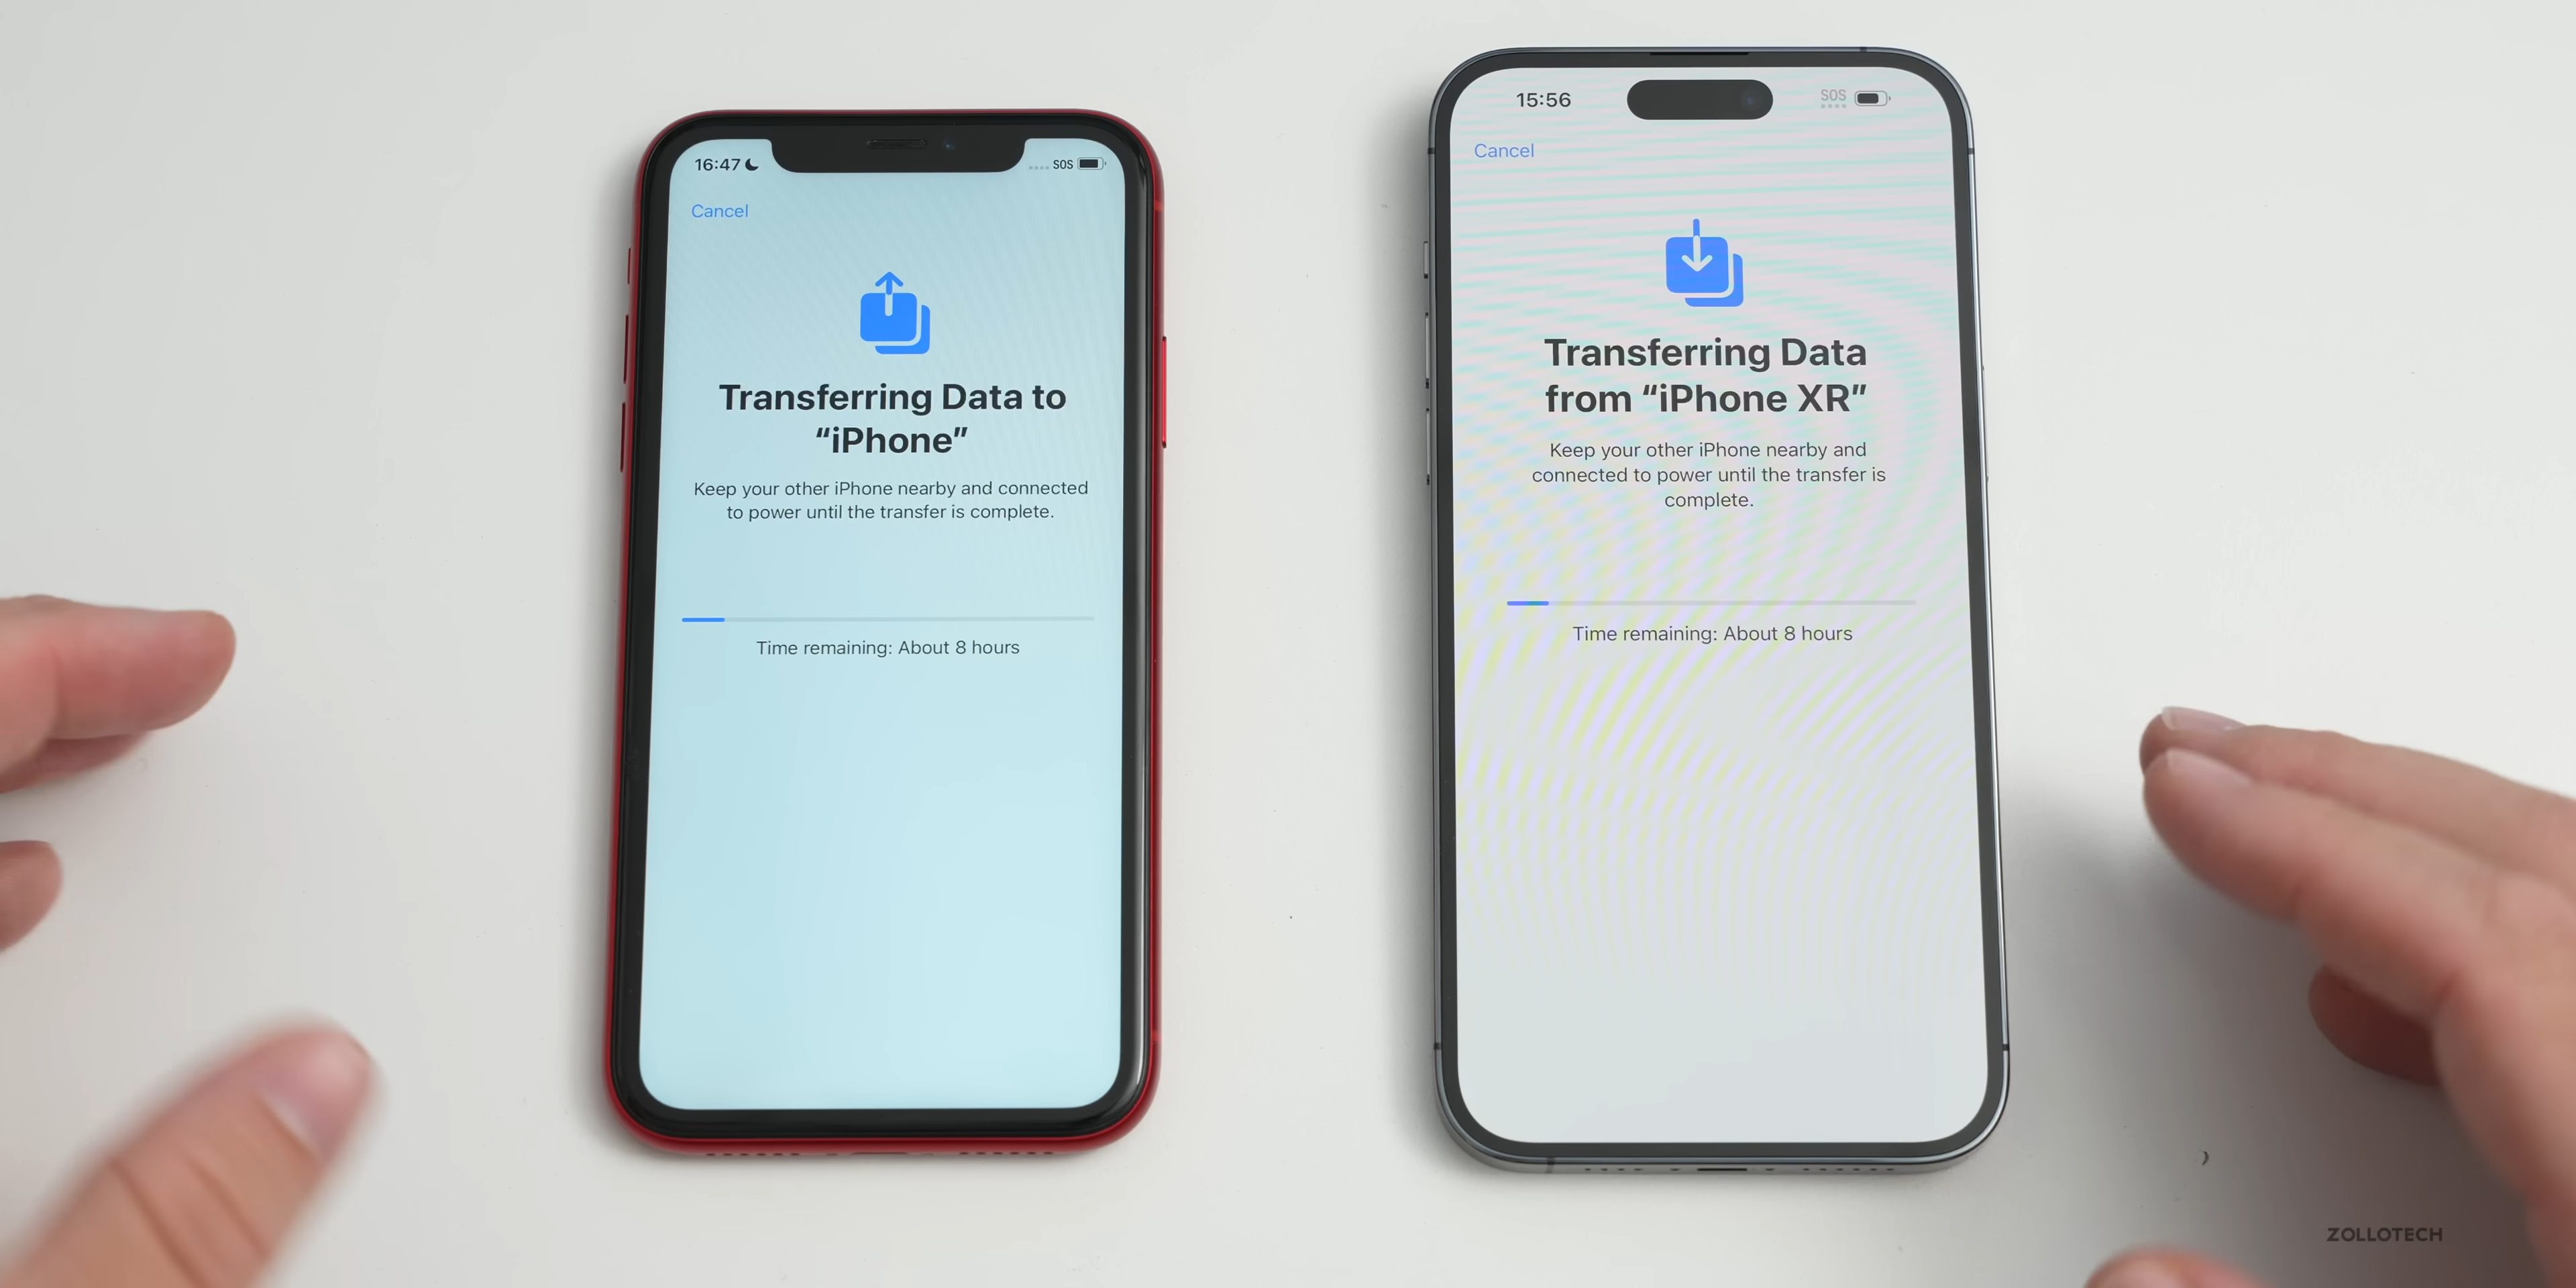 16:47
SOS
Cancel
Transferring Data to
“iPhone”
Keep your other iPhone nearby and connected
to power until the transfer is complete.
Time remaining: About 8 hours
15:56
SOS
Cancel
Transferring Data
from “iPhone XR”
Keep your other iPhone nearby and
connected to power until the transfer is
complete.
Time remaining: About 8 hours
ZOLLOTECH